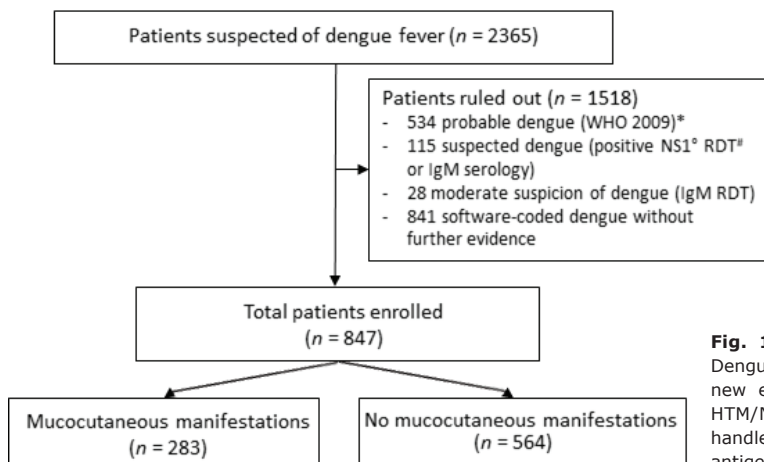 Patients suspected of dengue fever (n = 2365)
Patients ruled out (n = 1518)
- 534 probable dengue (WHO 2009)*
- 115 suspected dengue (positive NS1° RDT#
or IgM serology)
- 28 moderate suspicion of dengue (IgM RDT)
- 841 software-coded dengue without
further evidence
Total patients enrolled
(n = 847)
Mucocutaneous manifestations
(n = 283)
No mucocutaneous manifestations
(n = 564)
Fig. 1
Dengu
new e
HTM/N
handle